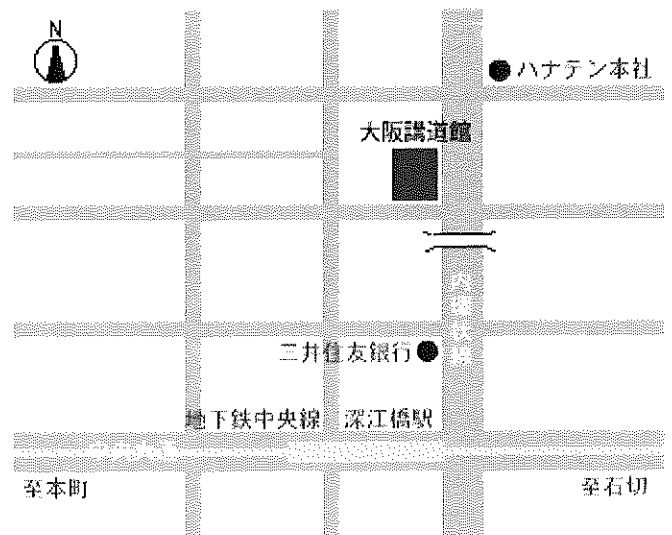 N
ハナテン本社
大阪講道館
内環状線
三井住友銀行
地下鉄中央線 深江橋駅
至本町
至石切